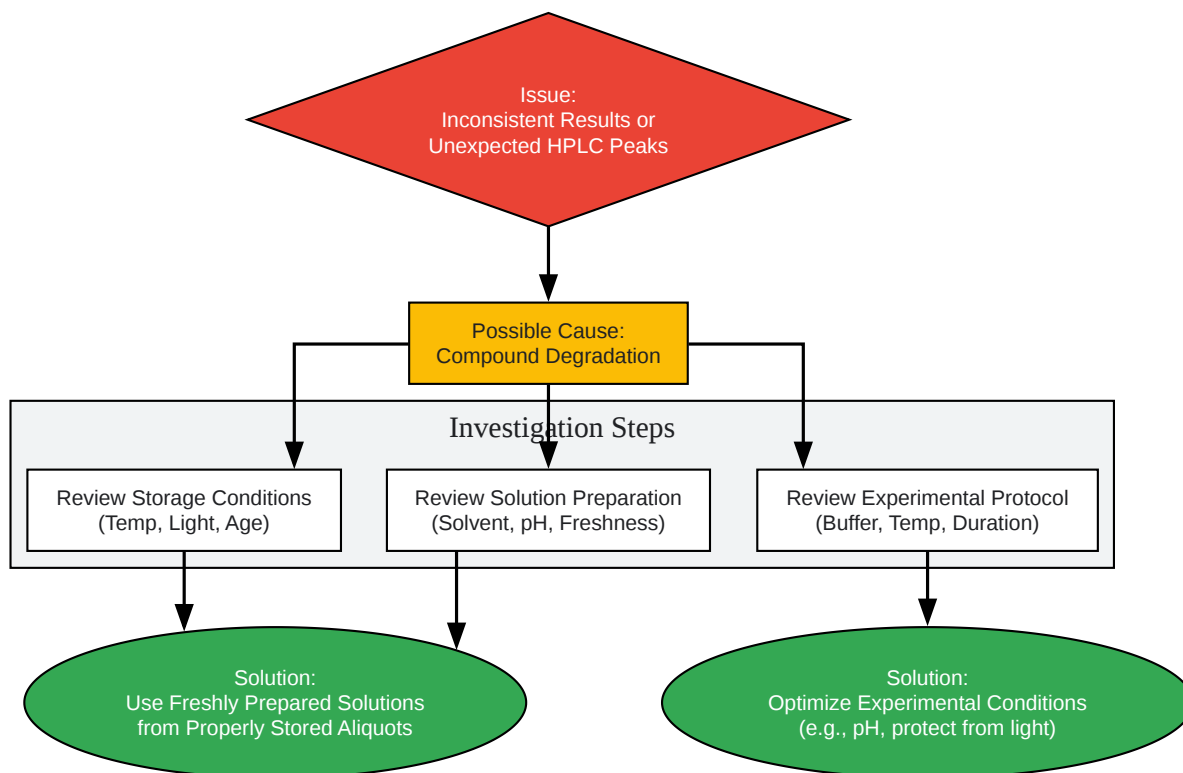 Issue:
Inconsistent Results or
Unexpected HPLC Peaks
Possible Cause:
Compound Degradation
Investigation Steps
Review Storage Conditions
(Temp, Light, Age)
Review Solution Preparation
(Solvent, pH, Freshness)
Review Experimental Protocol
(Buffer, Temp, Duration)
Solution:
Use Freshly Prepared Solutions
from Properly Stored Aliquots
Solution:
Optimize Experimental Conditions
(e.g., pH, protect from light)